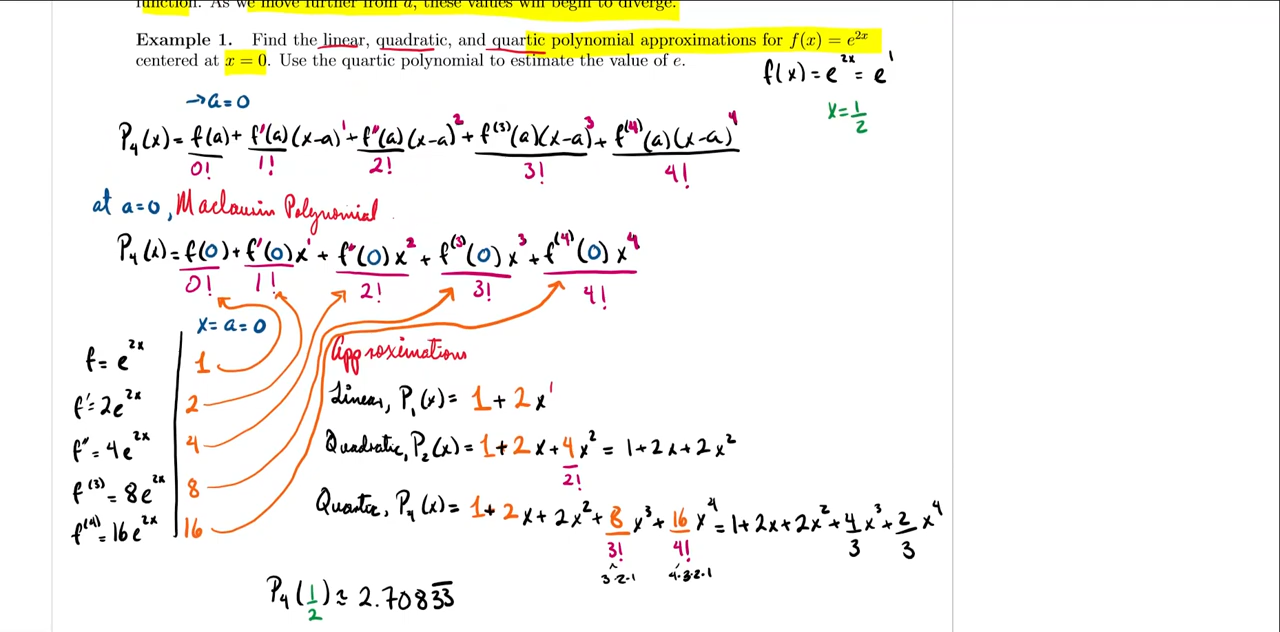 function. As we move further from a, these values will begin to diverge.
Example 1. Find the linear, quadratic, and quartic polynomial approximations for f(x) = e^{2x}
centered at x = 0. Use the quartic polynomial to estimate the value of e.
f(x) = e^{2x} = e^1
x = 1/2
→ a = 0
P₄(x) = f(a)/0! + f'(a)(x-a)^1/1! + f''(a)(x-a)^2/2! + f^{(3)}(a)(x-a)^3/3! + f^{(4)}(a)(x-a)^4/4!
at a=0, Maclaurin Polynomial
P₄(x) = f(0)/0! + f'(0)x^1/1! + f''(0)x^2/2! + f^{(3)}(0)x^3/3! + f^{(4)}(0)x^4/4!
x = a = 0
f = e^{2x} | 1
f' = 2e^{2x} | 2
f'' = 4e^{2x} | 4
f^{(3)} = 8e^{2x} | 8
f^{(4)} = 16e^{2x} | 16
Approximations
Linear, P₁(x) = 1 + 2x^1
Quadratic, P₂(x) = 1 + 2x + 4/2! x^2 = 1 + 2x + 2x^2
Quartic, P₄(x) = 1 + 2x + 2x^2 + 8/3! x^3 + 16/4! x^4 = 1 + 2x + 2x^2 + 4/3 x^3 + 2/3 x^4
3·2·1 4·3·2·1
P₄(1/2) ≈ 2.7083̅3̅